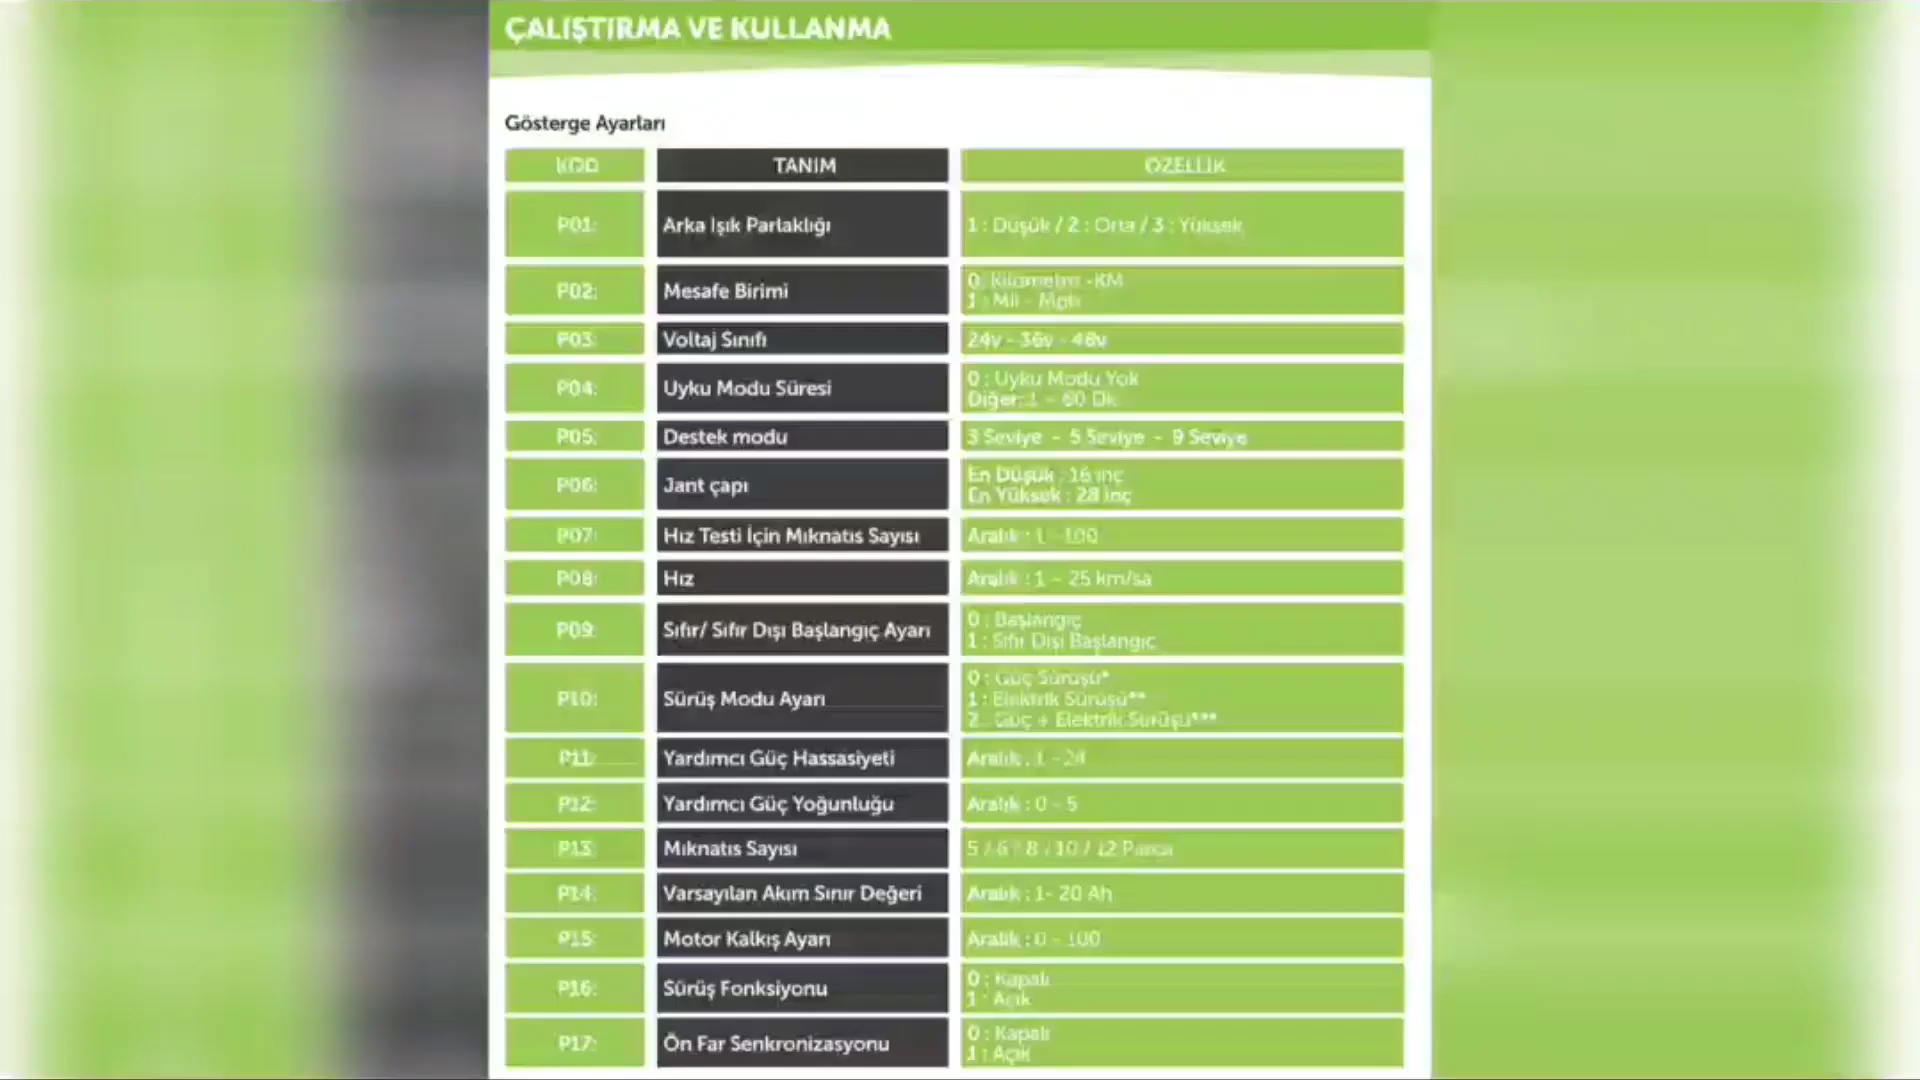 ÇALIŞTIRMA VE KULLANMA
Gösterge Ayarları
KOD TANIM ÖZELLİK
P01: Arka Işık Parlaklığı 1 : Düşük / 2 : Orta / 3 : Yüksek
P02: Mesafe Birimi 0: Kilometre -KM
1 : Mil - Mph
P03: Voltaj Sınıfı 24v - 36v - 48v
P04: Uyku Modu Süresi 0 : Uyku Modu Yok
Diğer: 1 - 60 Dk
P05: Destek modu 3 Seviye - 5 Seviye - 9 Seviye
P06: Jant çapı En Düşük : 16 inç
En Yüksek : 28 inç
P07: Hız Testi İçin Mıknatıs Sayısı Aralık : 1 - 100
P08: Hız Aralık : 1 - 25 km/sa
P09: Sıfır/ Sıfır Dışı Başlangıç Ayarı 0 : Başlangıç
1 : Sıfır Dışı Başlangıç
P10: Sürüş Modu Ayarı 0 : Güç Sürüşü*
1 : Elektrik Sürüşü**
2 : Güç + Elektrik Sürüşü***
P11: Yardımcı Güç Hassasiyeti Aralık : 1 -24
P12: Yardımcı Güç Yoğunluğu Aralık : 0 - 5
P13: Mıknatıs Sayısı 5 / 6 / 8 / 10 / 12 Parça
P14: Varsayılan Akım Sınır Değeri Aralık : 1- 20 Ah
P15: Motor Kalkış Ayarı Aralık : 0 - 100
P16: Sürüş Fonksiyonu 0 : Kapalı
1 : Açık
P17: Ön Far Senkronizasyonu 0 : Kapalı
1 : Açık